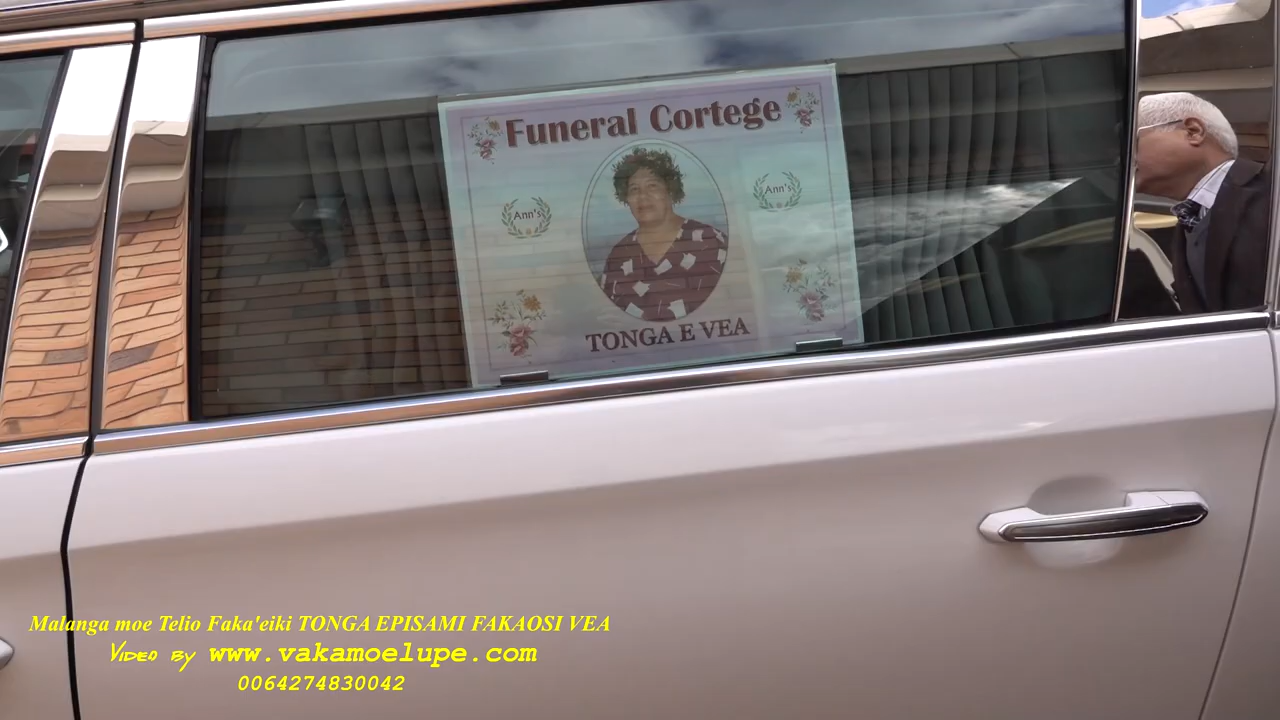 Funeral Cortege
Ann's
Ann's
TONGA E VEA
Malanga moe Telio Faka'eiki TONGA EPISAMI FAKAOSI VEA
Video by www.vakamoelupe.com
0064274830042